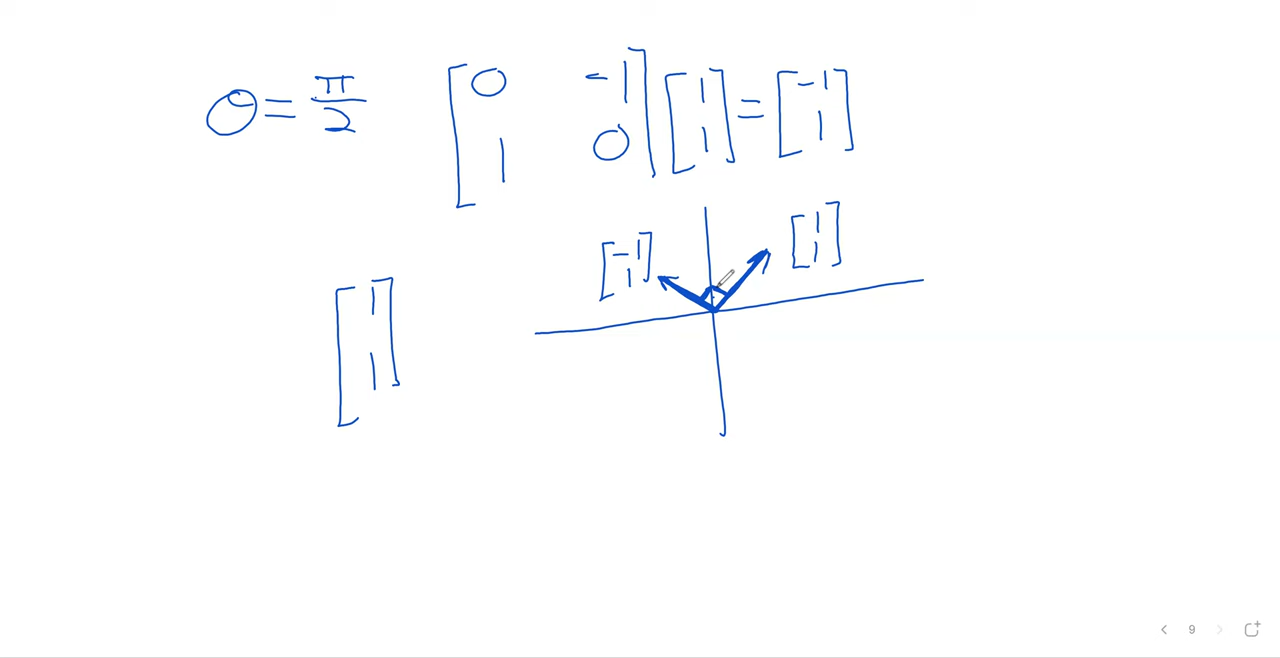 θ = π/2 [0 -1; 1 0] [1; 1] = [-1; 1]
[-1; 1] [1; 1]
[1; 1]
< 9 >